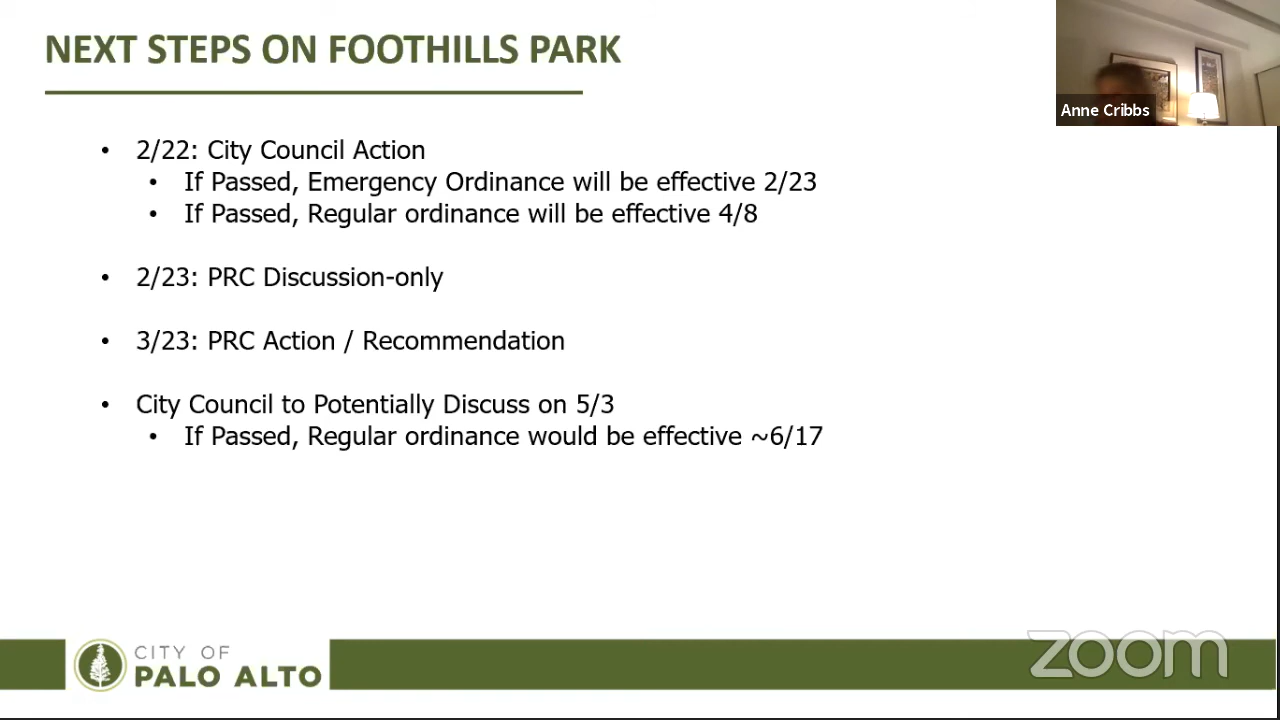 NEXT STEPS ON FOOTHILLS PARK
Anne Cribbs
• 2/22: City Council Action
• If Passed, Emergency Ordinance will be effective 2/23
• If Passed, Regular ordinance will be effective 4/8
• 2/23: PRC Discussion-only
• 3/23: PRC Action / Recommendation
• City Council to Potentially Discuss on 5/3
• If Passed, Regular ordinance would be effective ~6/17
CITY OF
PALO ALTO
zoom